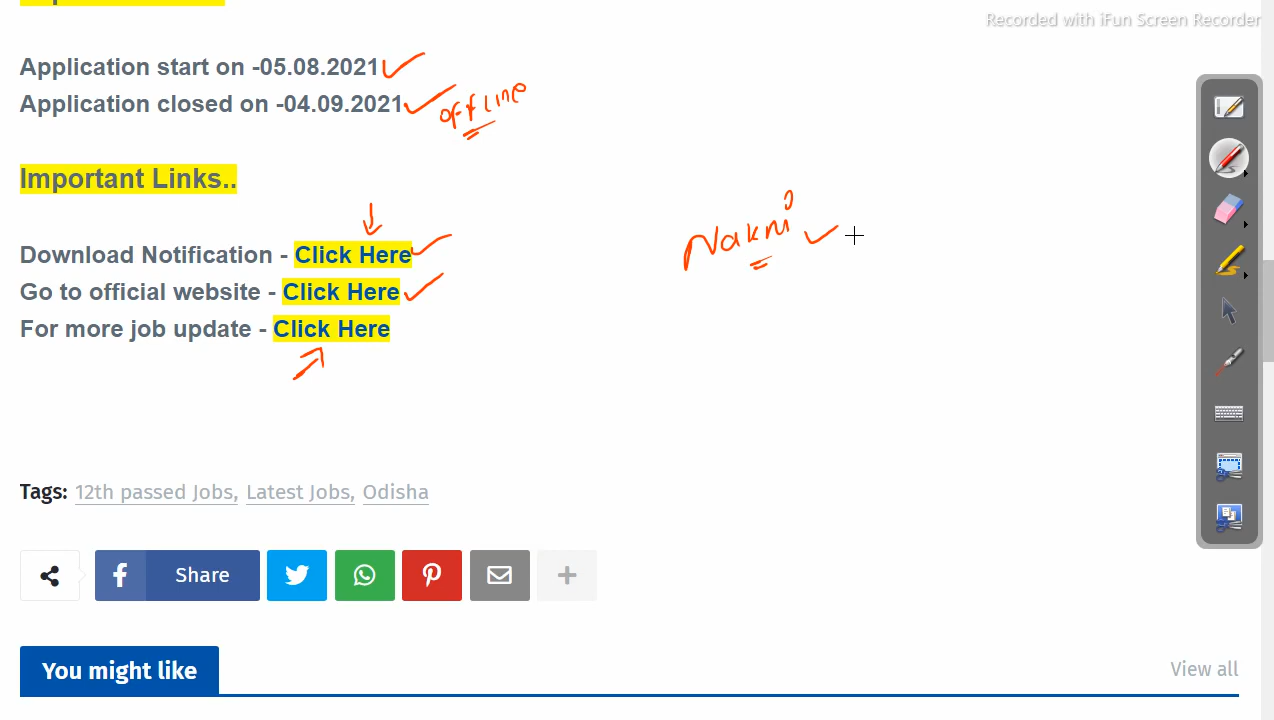 Recorded with iFun Screen Recorder
Application start on -05.08.2021
Application closed on -04.09.2021
offline
Important Links..
Download Notification - Click Here
Go to official website - Click Here
For more job update - Click Here
Tags: 12th passed Jobs, Latest Jobs, Odisha
Share
You might like
View all